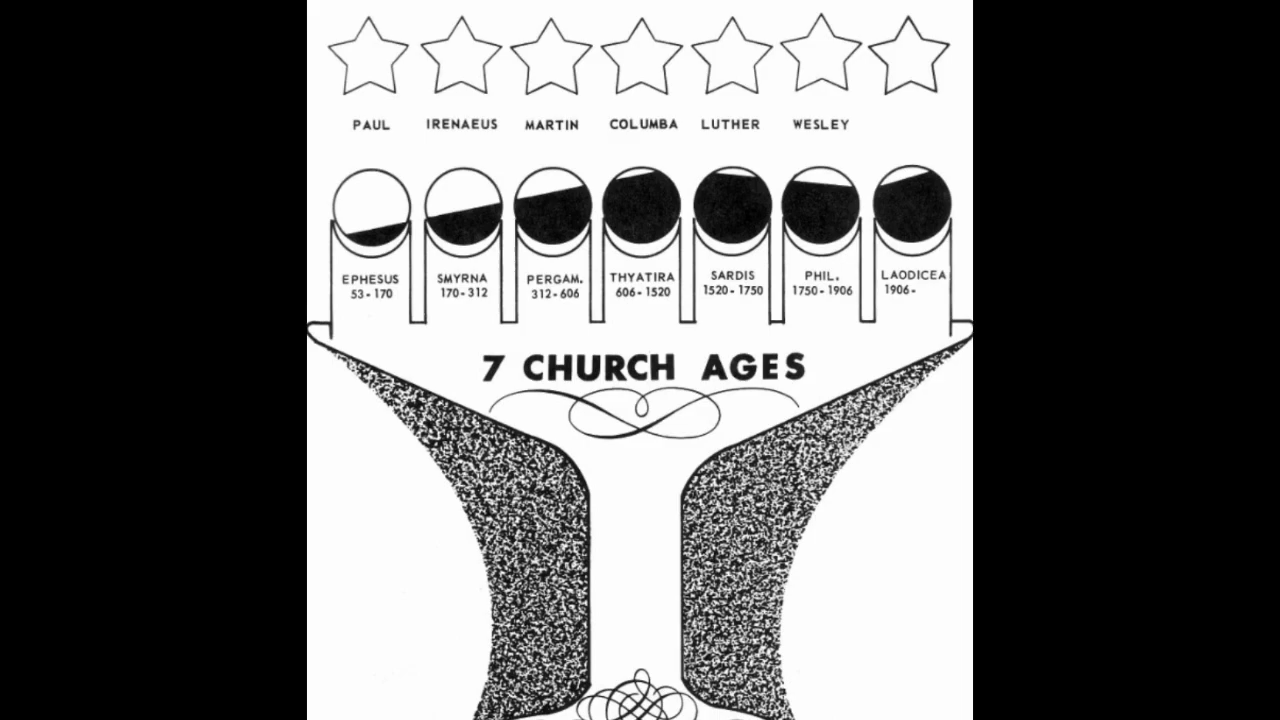 PAUL IRENAEUS MARTIN COLUMBA LUTHER WESLEY
EPHESUS SMYRNA PERGAM. THYATIRA SARDIS PHIL. LAODICEA
53-170 170-312 312-606 606-1520 1520-1750 1750-1906 1906-
7 CHURCH AGES